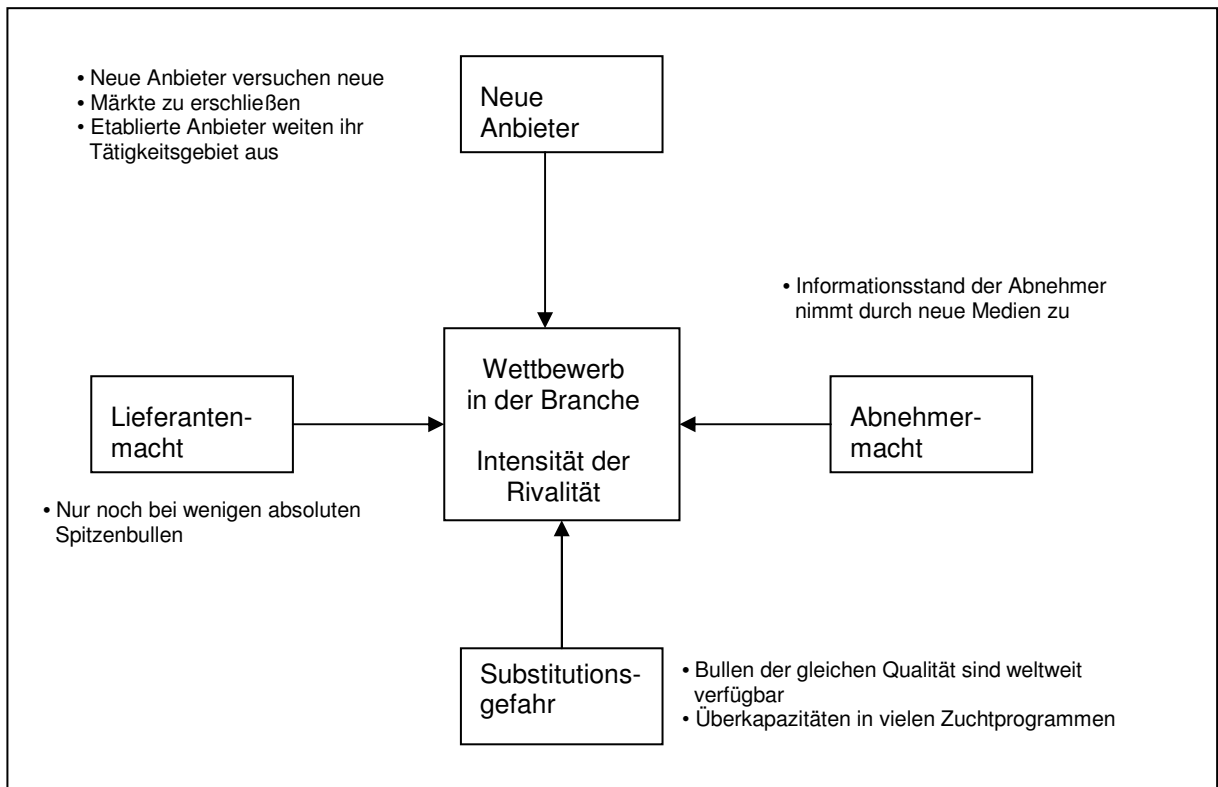 • Neue Anbieter versuchen neue
• Märkte zu erschließen
• Etablierte Anbieter weiten ihr
Tätigkeitsgebiet aus
Neue
Anbieter
• Informationsstand der Abnehmer
nimmt durch neue Medien zu
Lieferanten-
macht
Wettbewerb
in der Branche
Intensität der
Rivalität
Abnehmer-
macht
• Nur noch bei wenigen absoluten
Spitzenbullen
Substitutions-
gefahr
• Bullen der gleichen Qualität sind weltweit
verfügbar
• Überkapazitäten in vielen Zuchtprogrammen